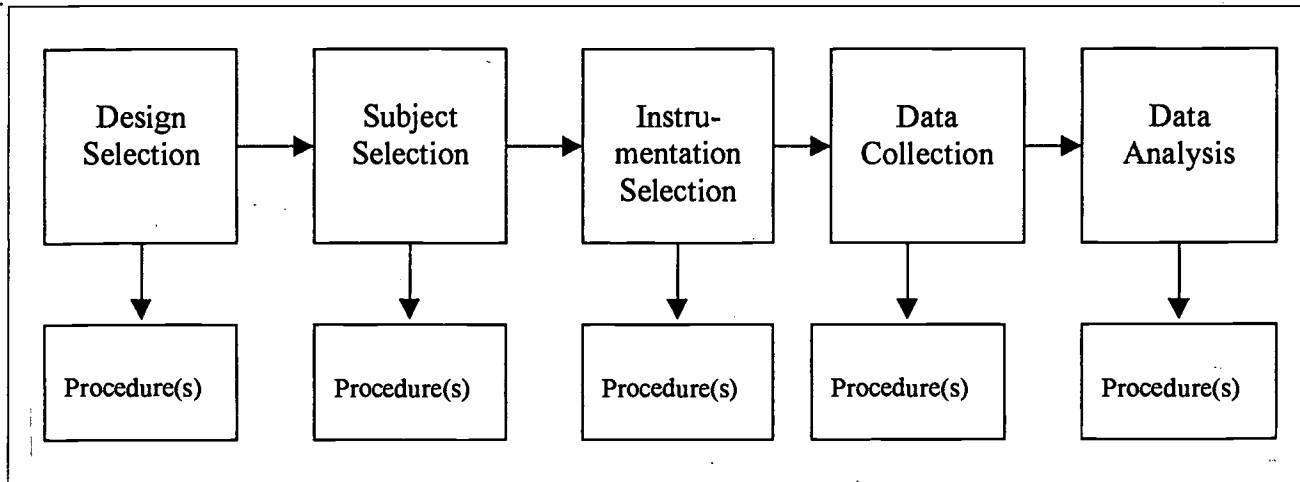 Design
Selection
Subject
Selection
Instru-
mentation
Selection
Data
Collection
Data
Analysis
Procedure(s)
Procedure(s)
Procedure(s)
Procedure(s)
Procedure(s)